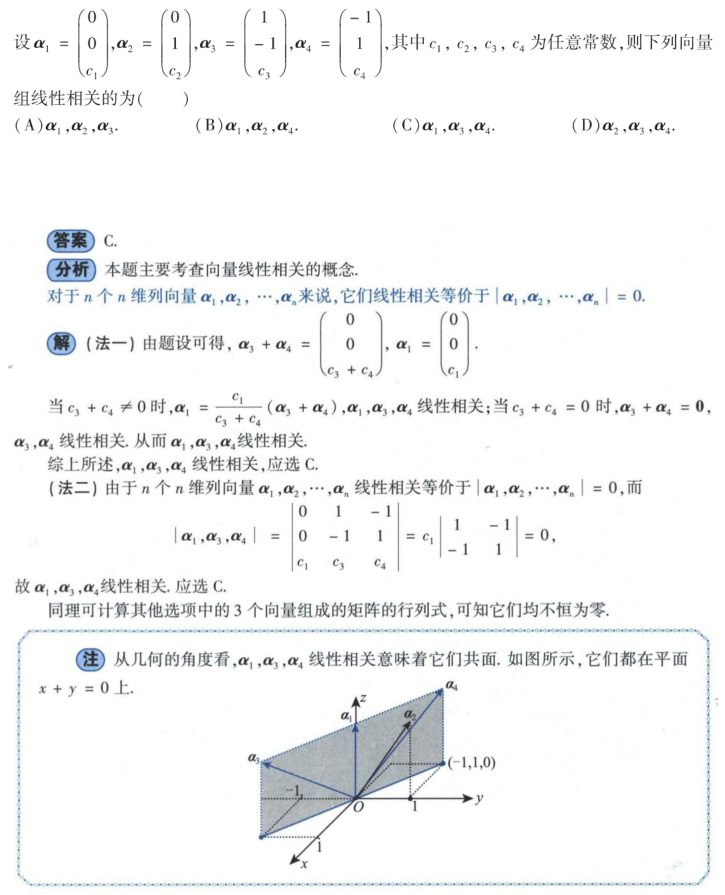 设 α₁ = (0, 0, c₁)ᵀ, α₂ = (0, 1, c₂)ᵀ, α₃ = (1, -1, c₃)ᵀ, α₄ = (-1, 1, c₄)ᵀ, 其中 c₁, c₂, c₃, c₄ 为任意常数,则下列向量
组线性相关的为( )
(A) α₁,α₂,α₃. (B) α₁,α₂,α₄. (C) α₁,α₃,α₄. (D) α₂,α₃,α₄.
答案 C.
分析 本题主要考查向量线性相关的概念.
对于 n 个 n 维列向量 α₁,α₂, …,αₙ来说,它们线性相关等价于 |α₁,α₂, …,αₙ| = 0.
解 (法一) 由题设可得, α₃ + α₄ = (0, 0, c₃ + c₄)ᵀ, α₁ = (0, 0, c₁)ᵀ.
当 c₃ + c₄ ≠ 0 时,α₁ = c₁/(c₃ + c₄) (α₃ + α₄),α₁,α₃,α₄ 线性相关;当 c₃ + c₄ = 0 时,α₃ + α₄ = 0,
α₃,α₄ 线性相关. 从而 α₁,α₃,α₄线性相关.
综上所述,α₁,α₃,α₄ 线性相关,应选 C.
(法二) 由于 n 个 n 维列向量 α₁,α₂,…,αₙ 线性相关等价于 |α₁,α₂,…,αₙ| = 0,而
|α₁,α₃,α₄| = |0 1 -1; 0 -1 1; c₁ c₃ c₄| = c₁ |1 -1; -1 1| = 0,
故 α₁,α₃,α₄线性相关. 应选 C.
同理可计算其他选项中的 3 个向量组成的矩阵的行列式,可知它们均不恒为零.
注 从几何的角度看,α₁,α₃,α₄ 线性相关意味着它们共面. 如图所示,它们都在平面
x + y = 0 上.
α₄
z
α₁ α₂
α₃
(-1,1,0)
-1
O 1 y
1
x